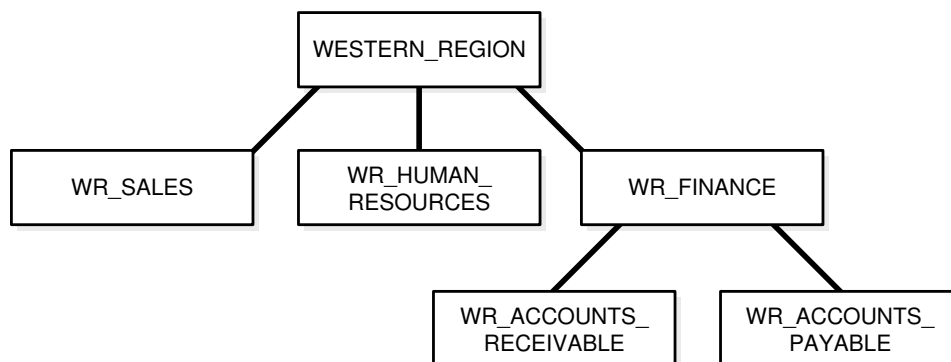 WESTERN_REGION
WR_SALES
WR_HUMAN_
RESOURCES
WR_FINANCE
WR_ACCOUNTS_
RECEIVABLE
WR_ACCOUNTS_
PAYABLE